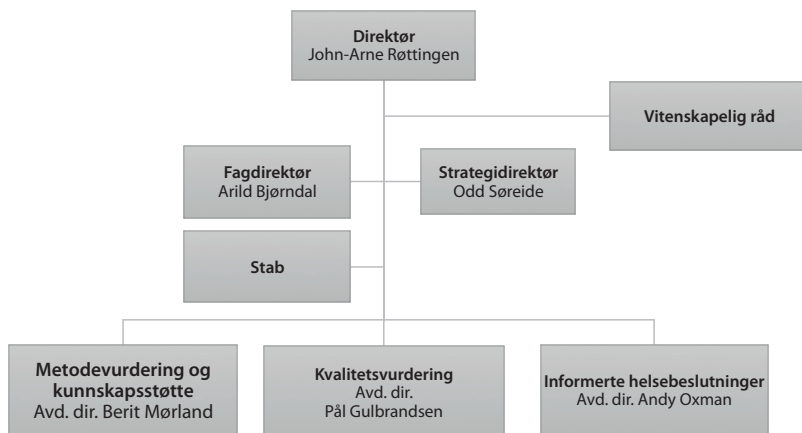 Direktør
John-Arne Røttingen
Vitenskapelig råd
Fagdirektør
Arild Bjørndal
Strategidirektør
Odd Søreide
Stab
Metodevurdering og
kunnskapsstøtte
Avd. dir. Berit Mørland
Kvalitetsvurdering
Avd. dir.
Pål Gulbrandsen
Informerte helsebeslutninger
Avd. dir. Andy Oxman